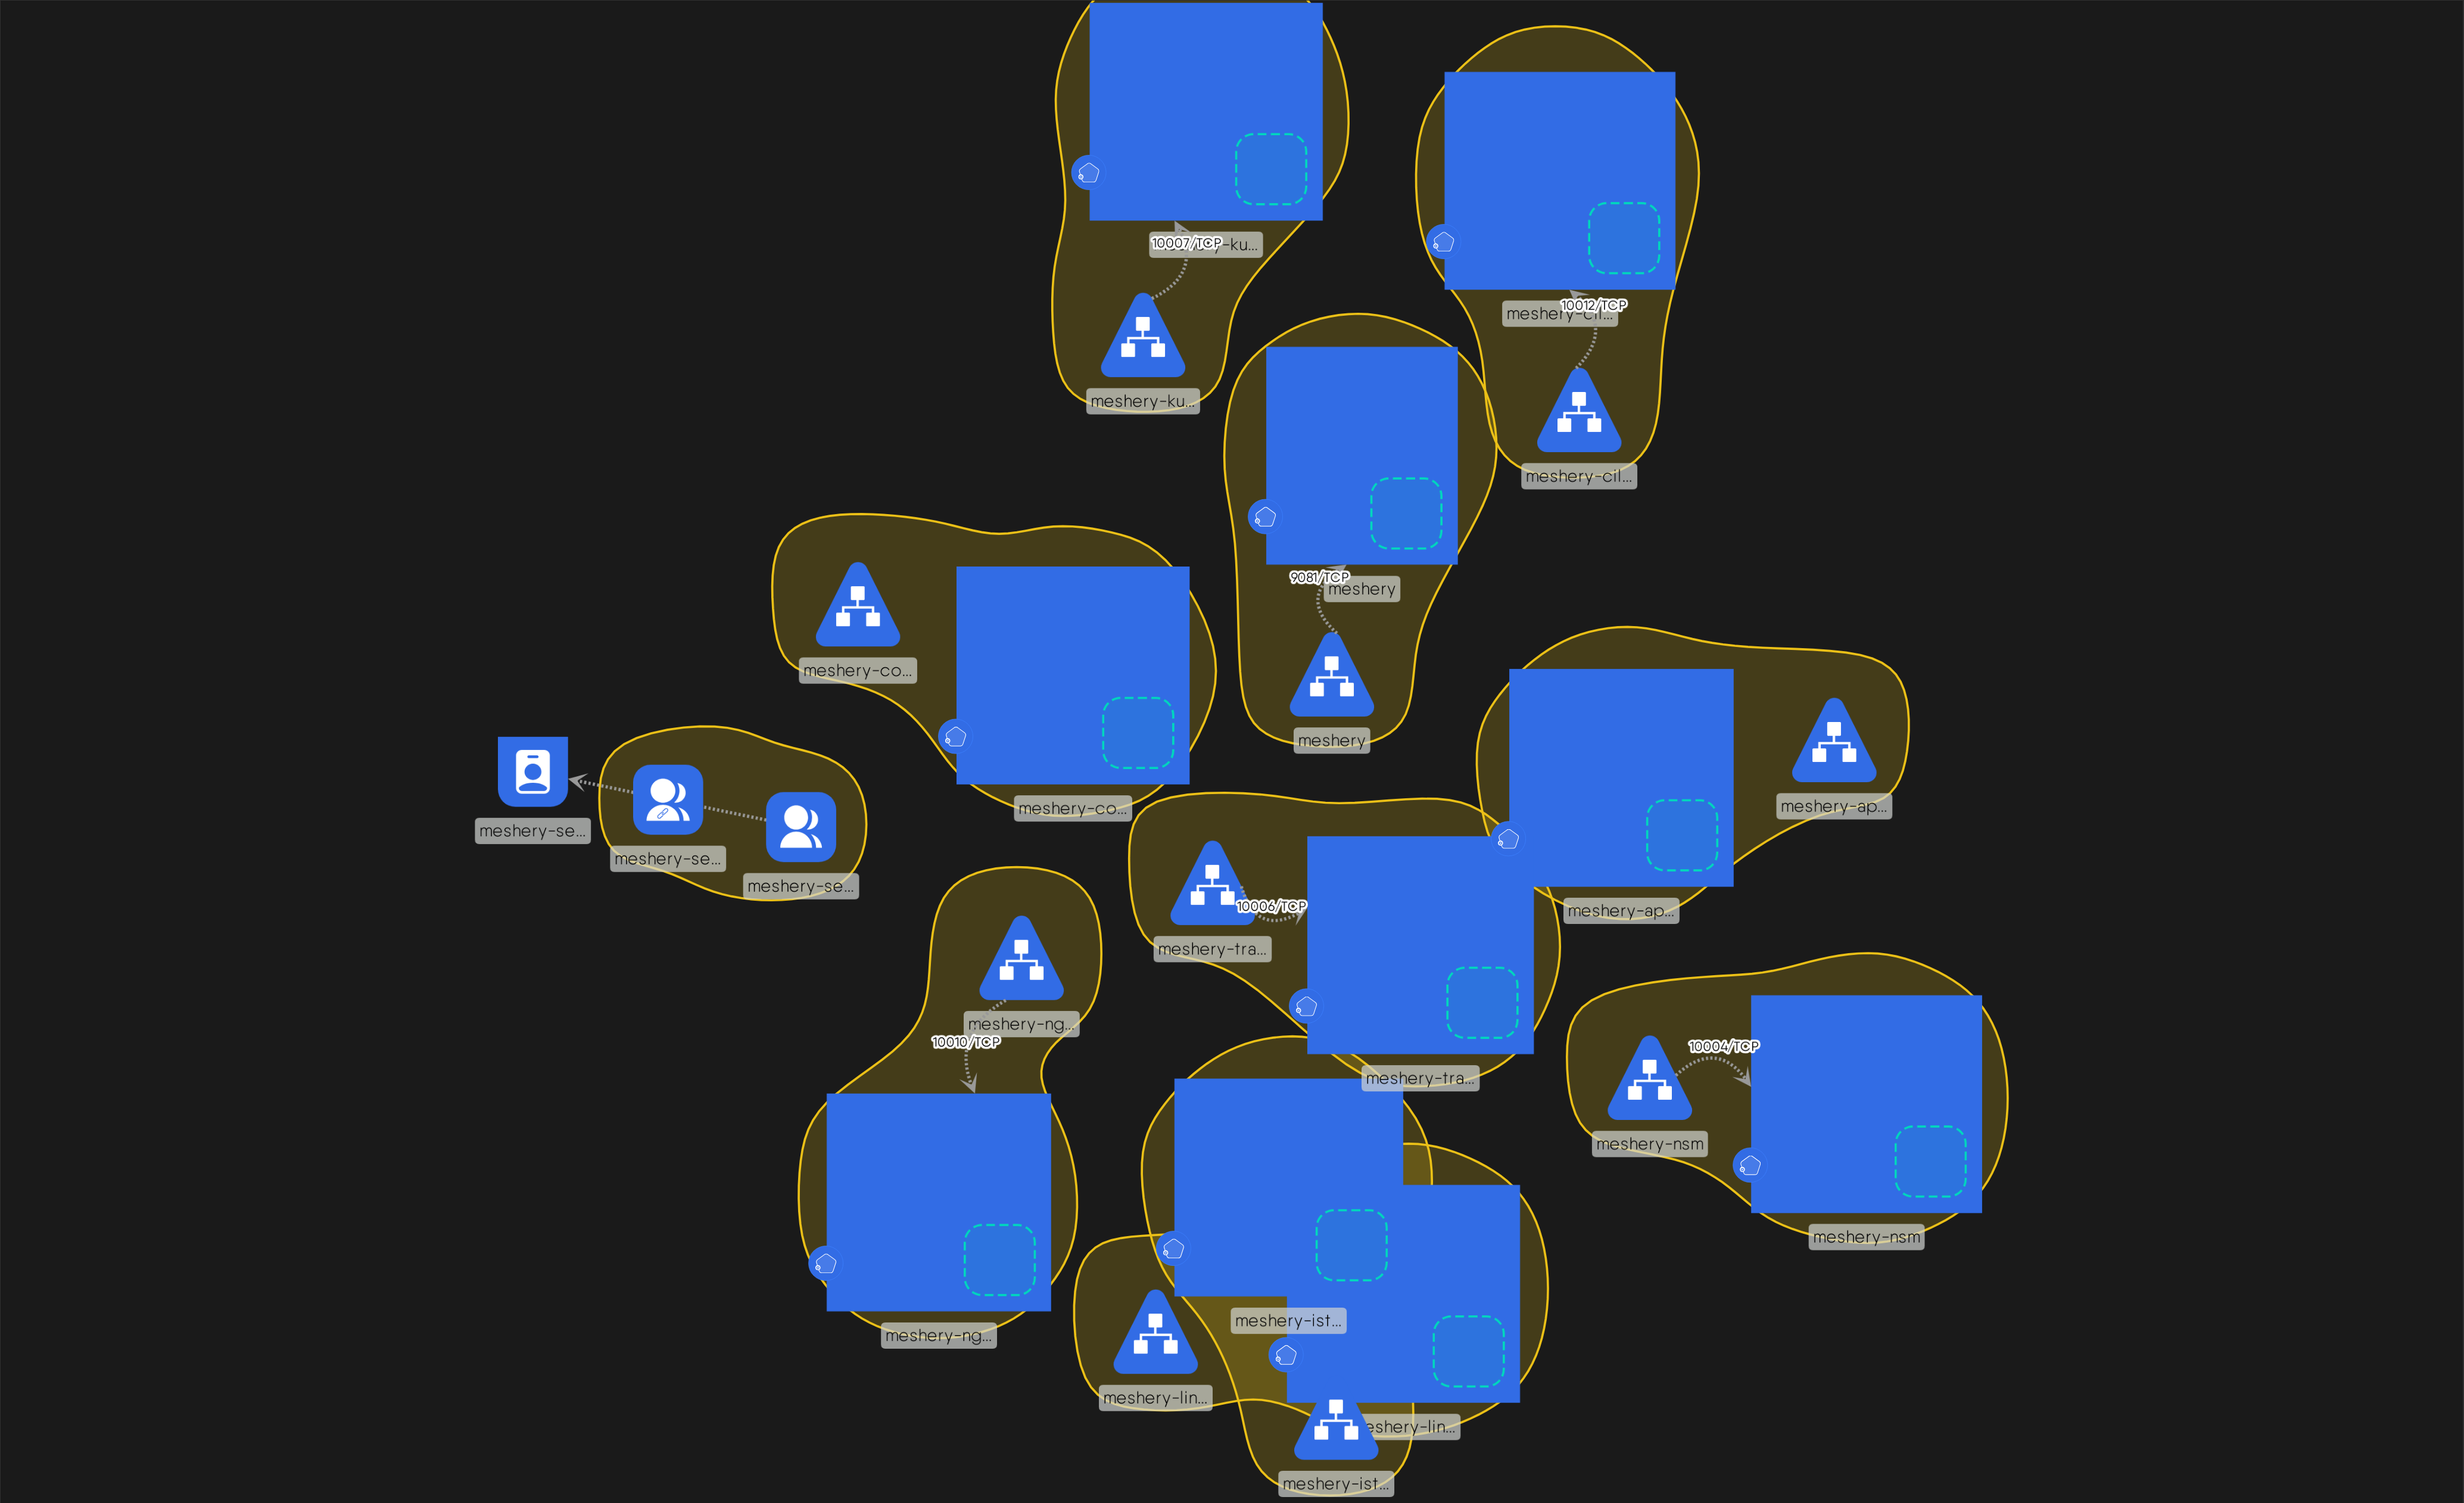 10007/TCP
-ku...
meshery-ku...
10012/TCP
meshery-cil...
meshery-cil...
9081/TCP
meshery
meshery
meshery-co...
meshery-co...
meshery-ap...
meshery-ap...
meshery-se...
meshery-se...
meshery-se...
10006/TCP
meshery-tra...
meshery-tra...
meshery-ng...
10010/TCP
meshery-ng...
10004/TCP
meshery-nsm
meshery-nsm
meshery-ist...
meshery-lin...
eshery-lin...
meshery-ist...